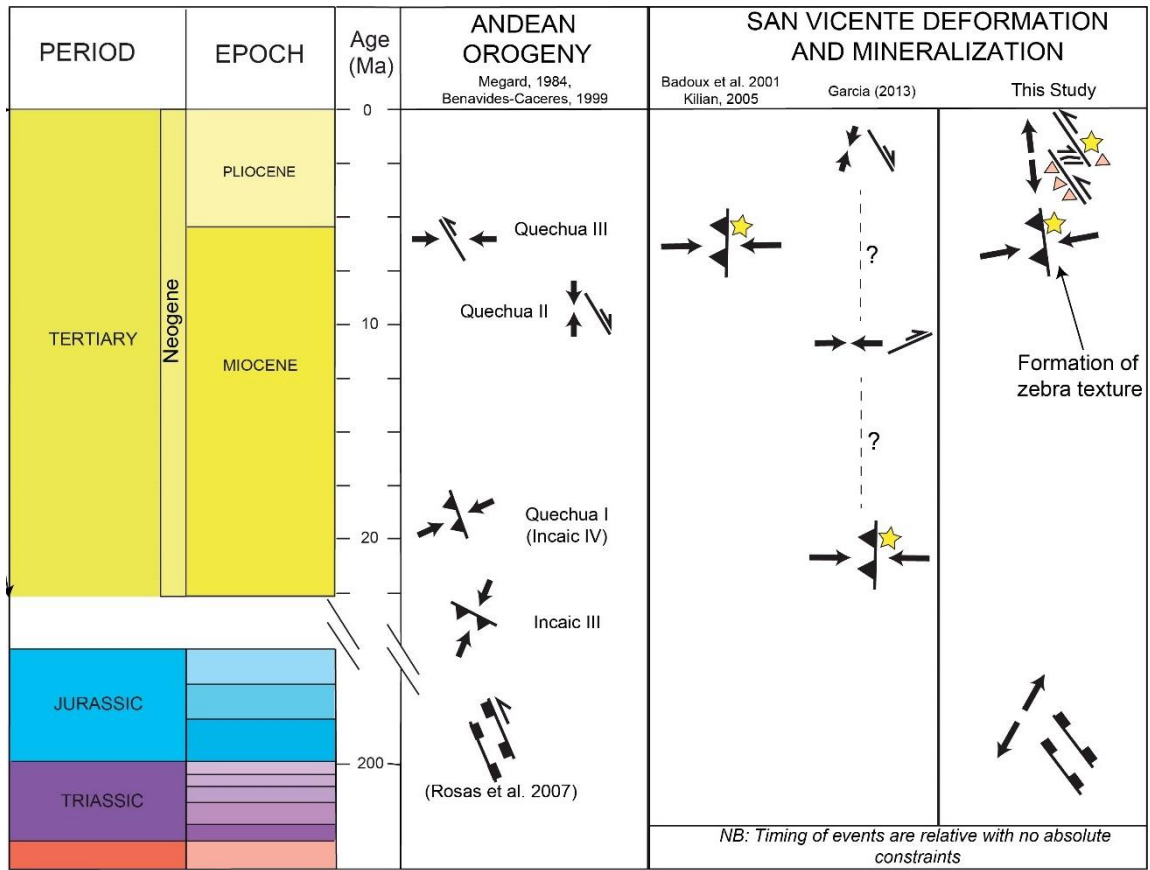 PERIOD
EPOCH
Age
(Ma)
ANDEAN
OROGENY
Megard, 1984,
Benavides-Caceres, 1999
SAN VICENTE DEFORMATION
AND MINERALIZATION
Badoux et al. 2001
Kilian, 2005
Garcia (2013)
This Study
0
PLIOCENE
Quechua III
?
Neogene
Quechua II
TERTIARY
10
MIOCENE
Formation of
zebra texture
?
Quechua I
(Incaic IV)
20
Incaic III
JURASSIC
200
(Rosas et al. 2007)
TRIASSIC
NB: Timing of events are relative with no absolute
constraints